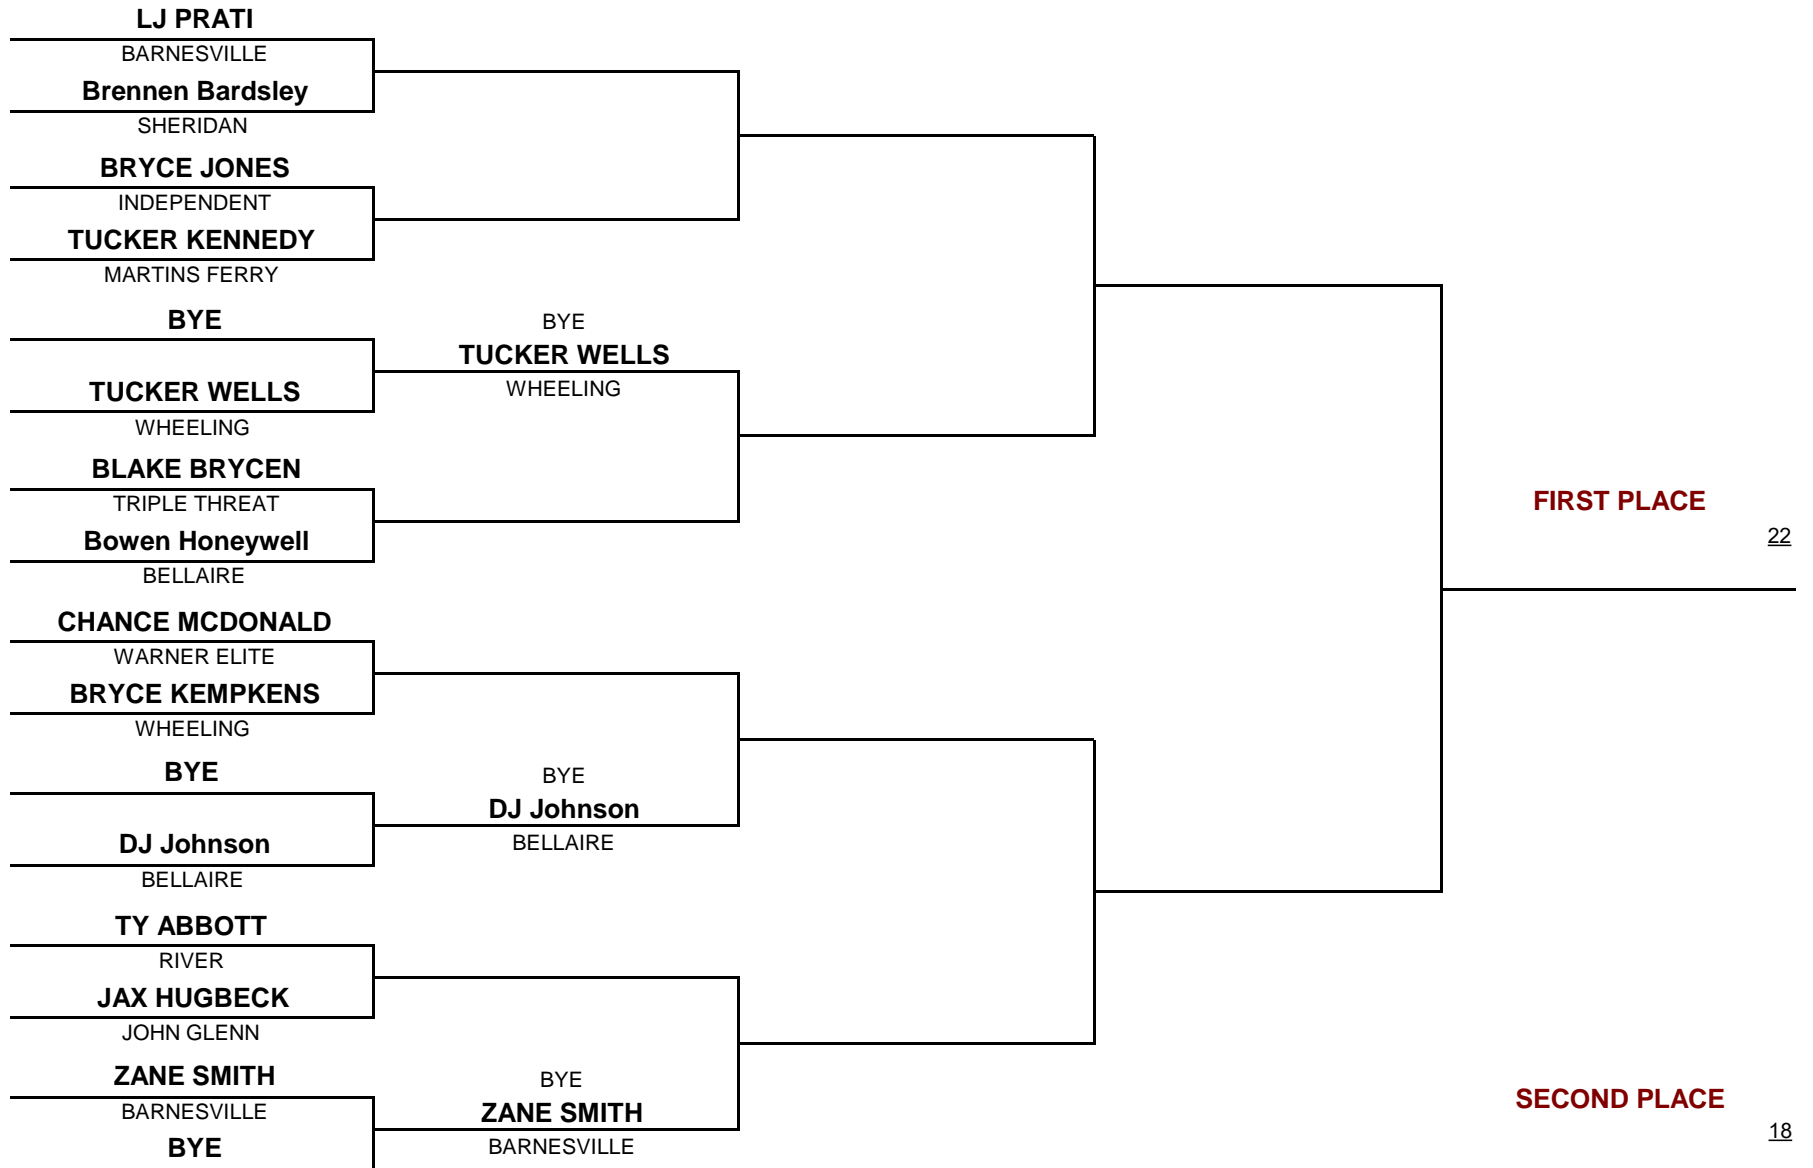 LJ PRATI
BARNESVILLE
Brennen Bardsley
SHERIDAN
BRYCE JONES
INDEPENDENT
TUCKER KENNEDY
MARTINS FERRY
BYE
TUCKER WELLS
WHEELING
BLAKE BRYCEN
TRIPLE THREAT
Bowen Honeywell
BELLAIRE
CHANCE MCDONALD
WARNER ELITE
BRYCE KEMPKENS
WHEELING
BYE
DJ Johnson
BELLAIRE
TY ABBOTT
RIVER
JAX HUGBECK
JOHN GLENN
ZANE SMITH
BARNESVILLE
BYE
BYE
TUCKER WELLS
WHEELING
BYE
DJ Johnson
BELLAIRE
BYE
ZANE SMITH
BARNESVILLE
FIRST PLACE
22
SECOND PLACE
18